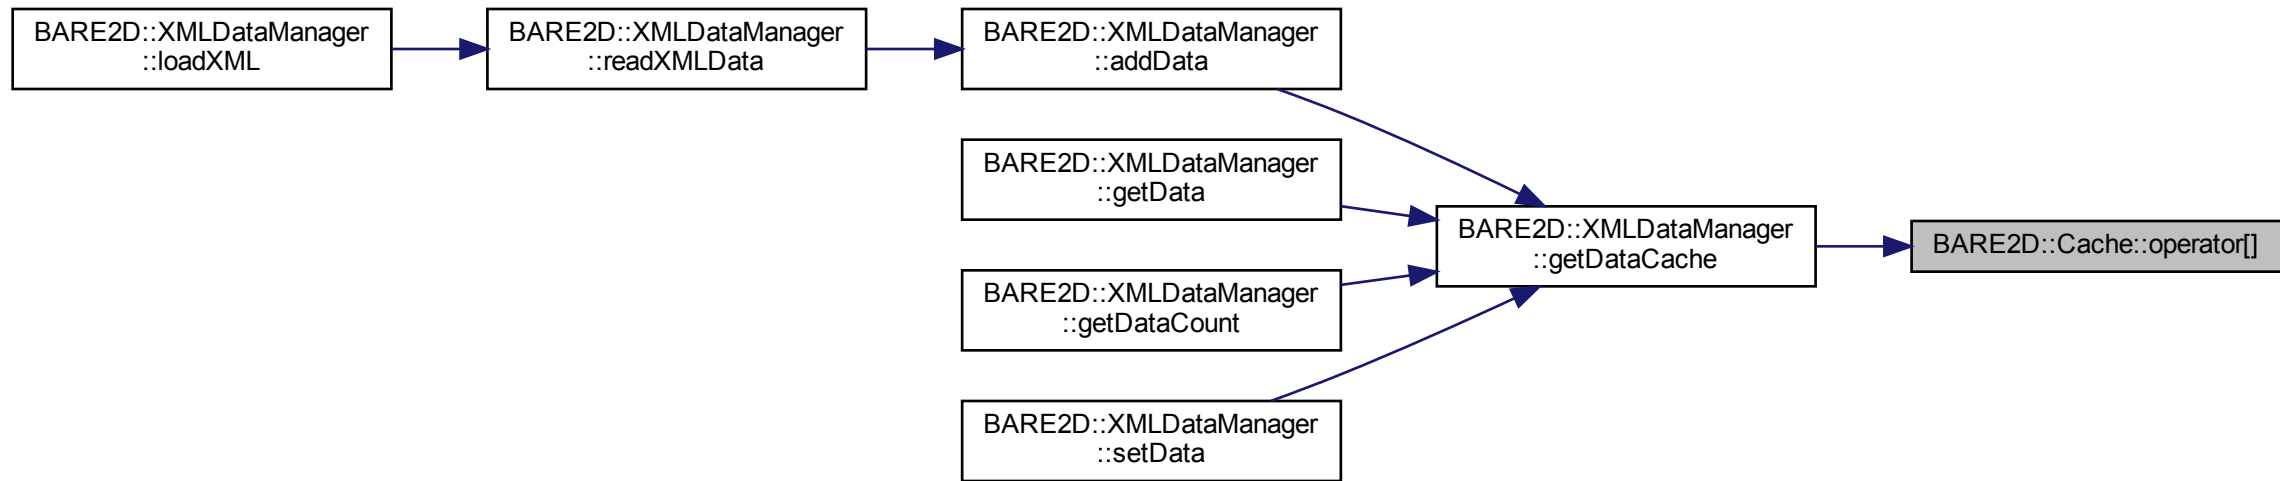 BARE2D::XMLDataManager
::loadXML
BARE2D::XMLDataManager
::readXMLData
BARE2D::XMLDataManager
::addData
BARE2D::XMLDataManager
::getData
BARE2D::XMLDataManager
::getDataCount
BARE2D::XMLDataManager
::setData
BARE2D::XMLDataManager
::getDataCache
BARE2D::Cache::operator[]